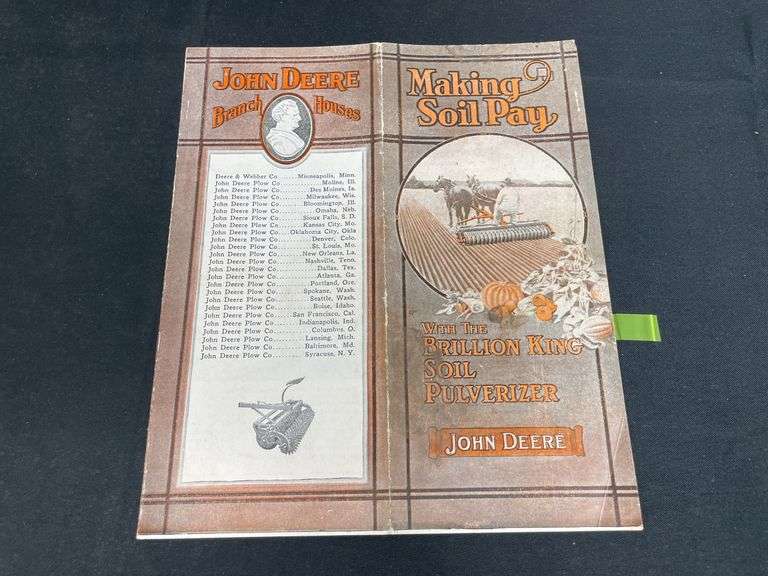 JOHN DEERE
Branch Houses
Deere & Webber Co. .... Minneapolis, Minn.
John Deere Plow Co. ........ Moline, Ill.
John Deere Plow Co. ..... Des Moines, Ia.
John Deere Plow Co. ..... Milwaukee, Wis.
John Deere Plow Co. ... Bloomington, Ill.
John Deere Plow Co. ........ Omaha, Neb.
John Deere Plow Co. .... Sioux Falls, S. D.
John Deere Plow Co. .... Kansas City, Mo.
John Deere Plow Co. .. Oklahoma City, Okla
John Deere Plow Co. ....... Denver, Colo.
John Deere Plow Co. ....... St. Louis, Mo.
John Deere Plow Co. .... New Orleans, La.
John Deere Plow Co. .... Nashville, Tenn.
John Deere Plow Co. ........ Dallas, Tex.
John Deere Plow Co. ........ Atlanta, Ga.
John Deere Plow Co. ...... Portland, Ore.
John Deere Plow Co. ..... Spokane, Wash.
John Deere Plow Co. ...... Seattle, Wash.
John Deere Plow Co. ....... Boise, Idaho.
John Deere Plow Co. .... San Francisco, Cal.
John Deere Plow Co. ... Indianapolis, Ind.
John Deere Plow Co. ....... Columbus, O.
John Deere Plow Co. ..... Lansing, Mich.
John Deere Plow Co. ..... Baltimore, Md.
John Deere Plow Co. ..... Syracuse, N. Y.
Making
Soil Pay
WITH THE
BRILLION KING
SOIL
PULVERIZER
JOHN DEERE